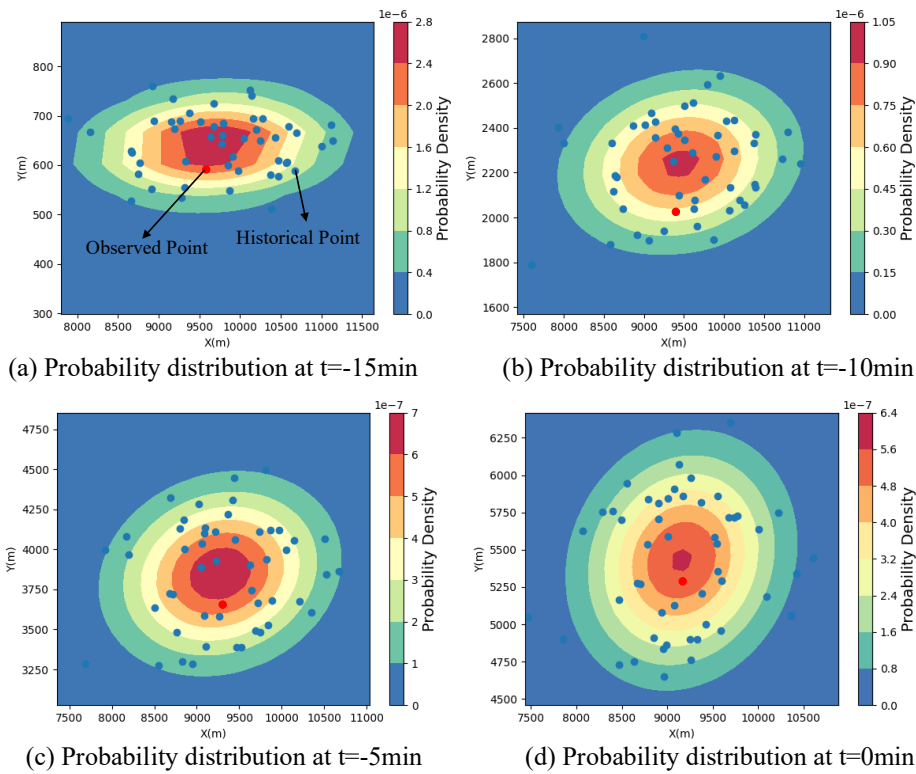 1e−6
2.8
2.4
2.0
1.6
1.2
0.8
0.4
0.0
Probability Density
800
700
600
500
400
300
Y(m)
Observed Point
Historical Point
8000 8500 9000 9500 10000 10500 11000 11500
X(m)
(a) Probability distribution at t=-15min
1e−6
1.05
0.90
0.75
0.60
0.45
0.30
0.15
0.00
Probability Density
2800
2600
2400
2200
2000
1800
1600
Y(m)
7500 8000 8500 9000 9500 10000 10500 11000
X(m)
(b) Probability distribution at t=-10min
1e−7
7
6
5
4
3
2
1
0
Probability Density
4750
4500
4250
4000
3750
3500
3250
Y(m)
7500 8000 8500 9000 9500 10000 10500 11000
X(m)
(c) Probability distribution at t=-5min
1e−7
6.4
5.6
4.8
4.0
3.2
2.4
1.6
0.8
0.0
Probability Density
6250
6000
5750
5500
5250
5000
4750
4500
Y(m)
7500 8000 8500 9000 9500 10000 10500
X(m)
(d) Probability distribution at t=0min